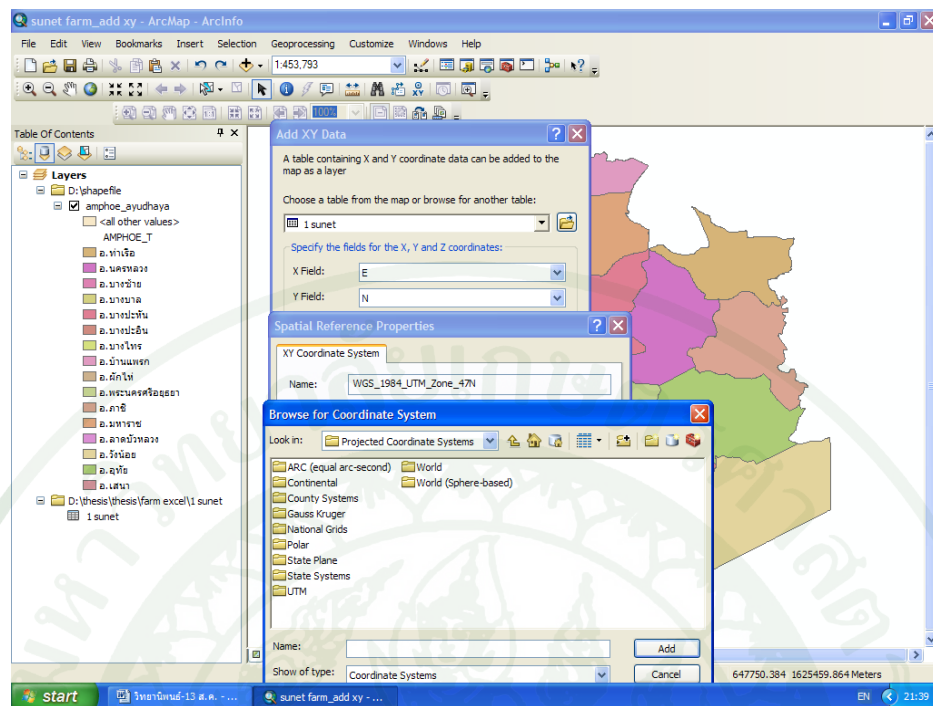 sunet farm_add xy - ArcMap - ArcInfo
File Edit View Bookmarks Insert Selection Geoprocessing Customize Windows Help
1:453,793
100%
Table Of Contents
Layers
D:\shapefile
amphoe_ayudhaya
<all other values>
AMPHOE_T
อ.ท่าเรือ
อ.นครหลวง
อ.บางซ้าย
อ.บางบาล
อ.บางปะหัน
อ.บางปะอิน
อ.บางไทร
อ.บ้านแพรก
อ.ผักไห่
อ.พระนครศรีอยุธยา
อ.ภาชี
อ.มหาราช
อ.ลาดบัวหลวง
อ.วังน้อย
อ.อุทัย
อ.เสนา
D:\thesis\thesis\farm excel\1 sunet
1 sunet
Add XY Data
A table containing X and Y coordinate data can be added to the
map as a layer
Choose a table from the map or browse for another table:
1 sunet
Specify the fields for the X, Y and Z coordinates:
X Field: E
Y Field: N
Spatial Reference Properties
XY Coordinate System
Name: WGS_1984_UTM_Zone_47N
Browse for Coordinate System
Look in: Projected Coordinate Systems
ARC (equal arc-second) World
Continental World (Sphere-based)
County Systems
Gauss Kruger
National Grids
Polar
State Plane
State Systems
UTM
Name: Add
Show of type: Coordinate Systems Cancel
647750.384 1625459.864 Meters
start วิทยานิพนธ์-13 ส.ค. - ... sunet farm_add xy - ... EN 21:39